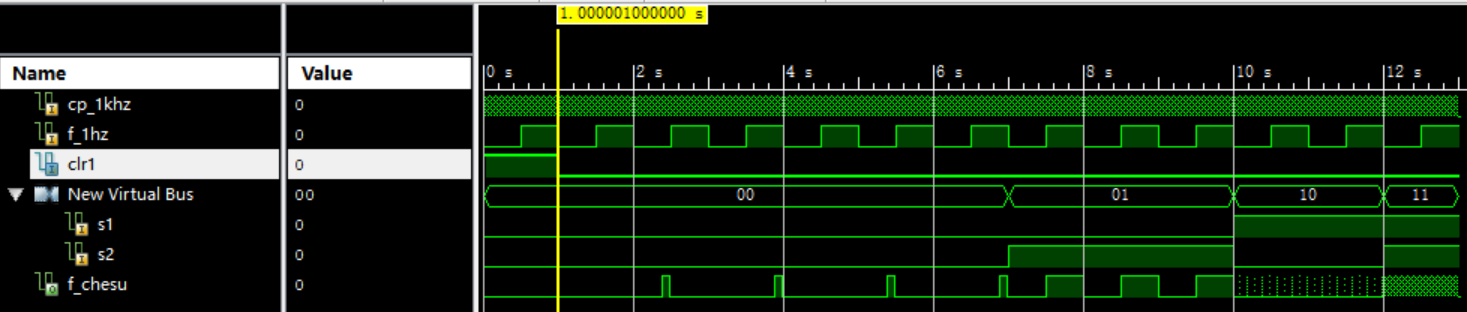 1. 000001000000 s
Name Value 0 s 2 s 4 s 6 s 8 s 10 s 12 s
cp_1khz 0
f_1hz 0
clr1 0
New Virtual Bus 00 00 01 10 11
s1 0
s2 0
f_chesu 0